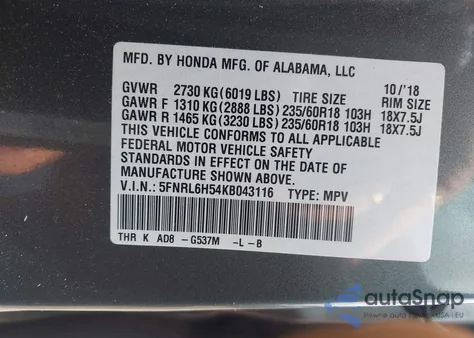 MFD. BY HONDA MFG. OF ALABAMA, LLC
GVWR 2730 KG (6019 LBS) TIRE SIZE 10/'18 RIM SIZE
GAWR F 1310 KG (2888 LBS) 235/60R18 103H 18X7.5J
GAWR R 1465 KG (3230 LBS) 235/60R18 103H 18X7.5J
THIS VEHICLE CONFORMS TO ALL APPLICABLE
FEDERAL MOTOR VEHICLE SAFETY
STANDARDS IN EFFECT ON THE DATE OF
MANUFACTURE SHOWN ABOVE.
V.I.N.: 5FNRL6H54KB043116 TYPE: MPV
THR K AD8 -G537M -L -B
autoSnap